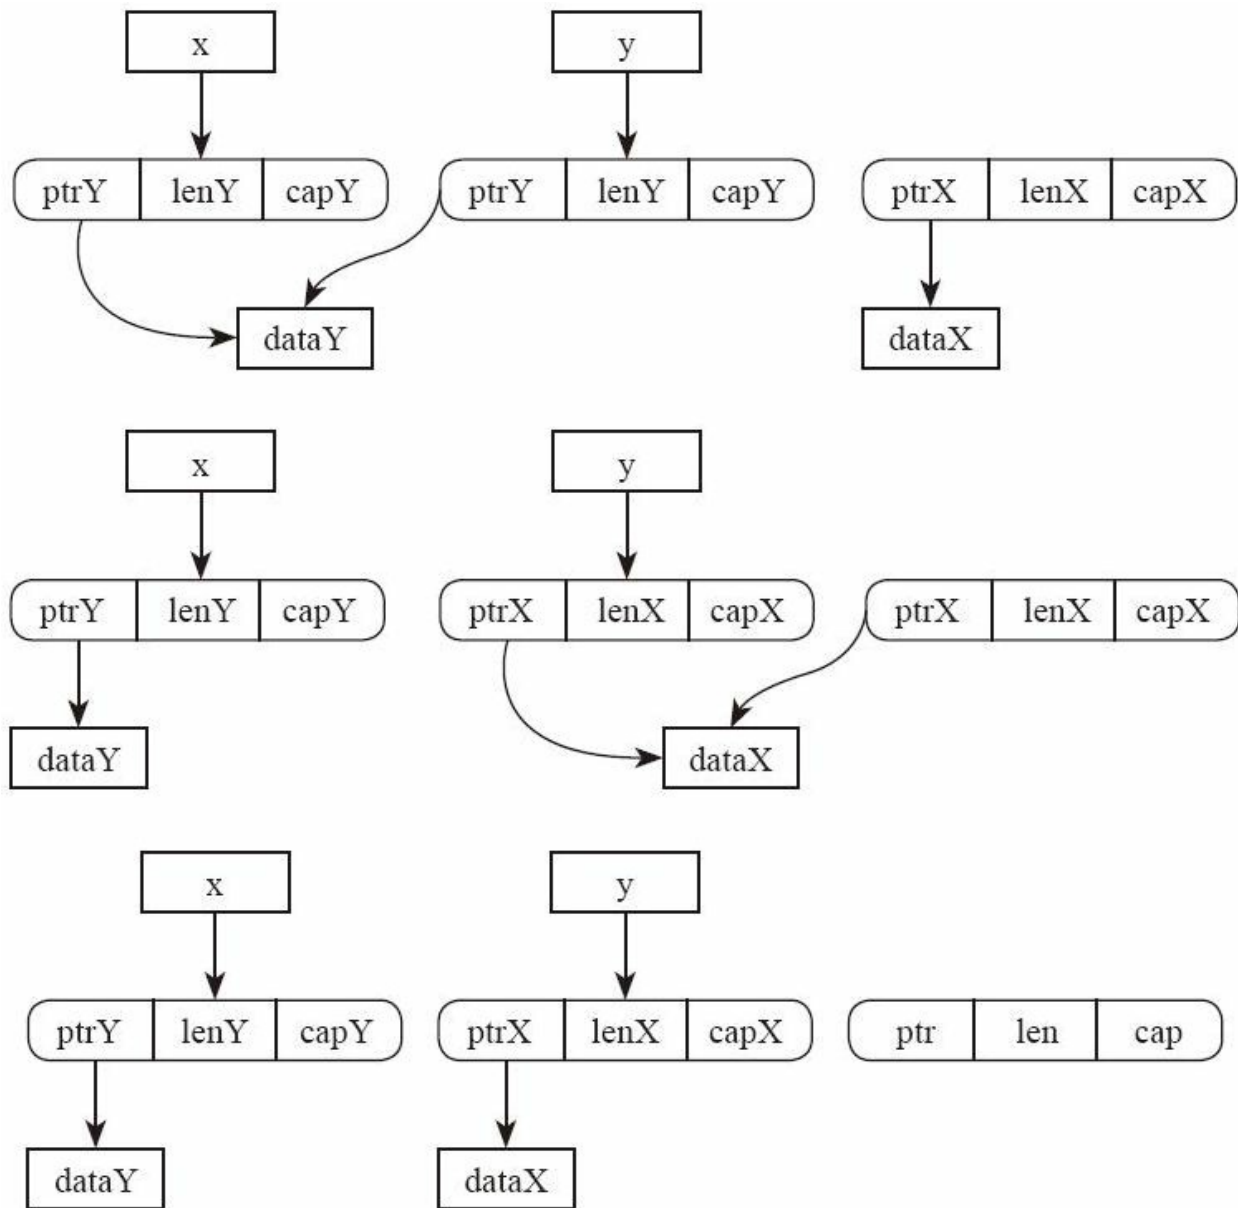 x y
ptrY lenY capY ptrY lenY capY ptrX lenX capX
dataY dataX
x y
ptrY lenY capY ptrX lenX capX ptrX lenX capX
dataY dataX
x y
ptrY lenY capY ptrX lenX capX ptr len cap
dataY dataX